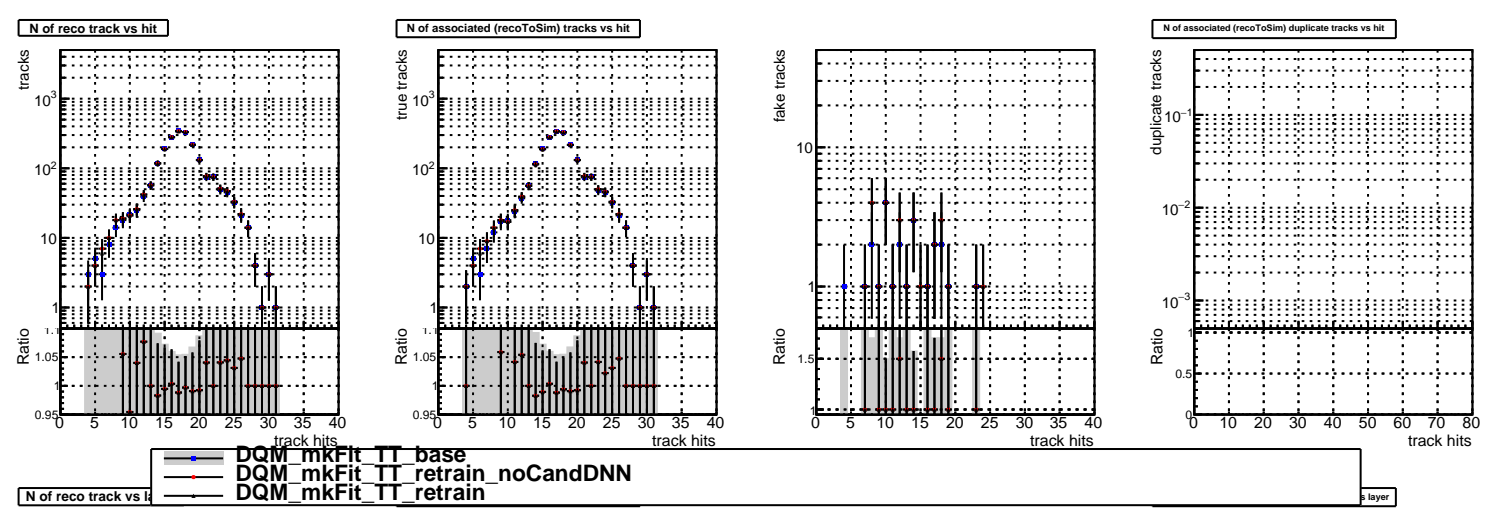 N of reco track vs hit
N of associated (recoToSim) tracks vs hit
N of associated (recoToSim) duplicate tracks vs hit
tracks
10³
10²
10
1
Ratio
1.1
1.05
1
0.95
0 5 10 15 20 25 30 35 40
track hits
true tracks
10³
10²
10
1
Ratio
1.1
1.05
1
0.95
0 5 10 15 20 25 30 35 40
track hits
fake tracks
10
1
Ratio
1.5
1
0 5 10 15 20 25 30 35 40
track hits
duplicate tracks
10⁻¹
10⁻²
10⁻³
Ratio
1
0.5
0
0 10 20 30 40 50 60 70 80
track hits
DQM_mkFit_TT_base
DQM_mkFit_TT_retrain_noCandDNN
DQM_mkFit_TT_retrain
N of reco track vs la
s layer